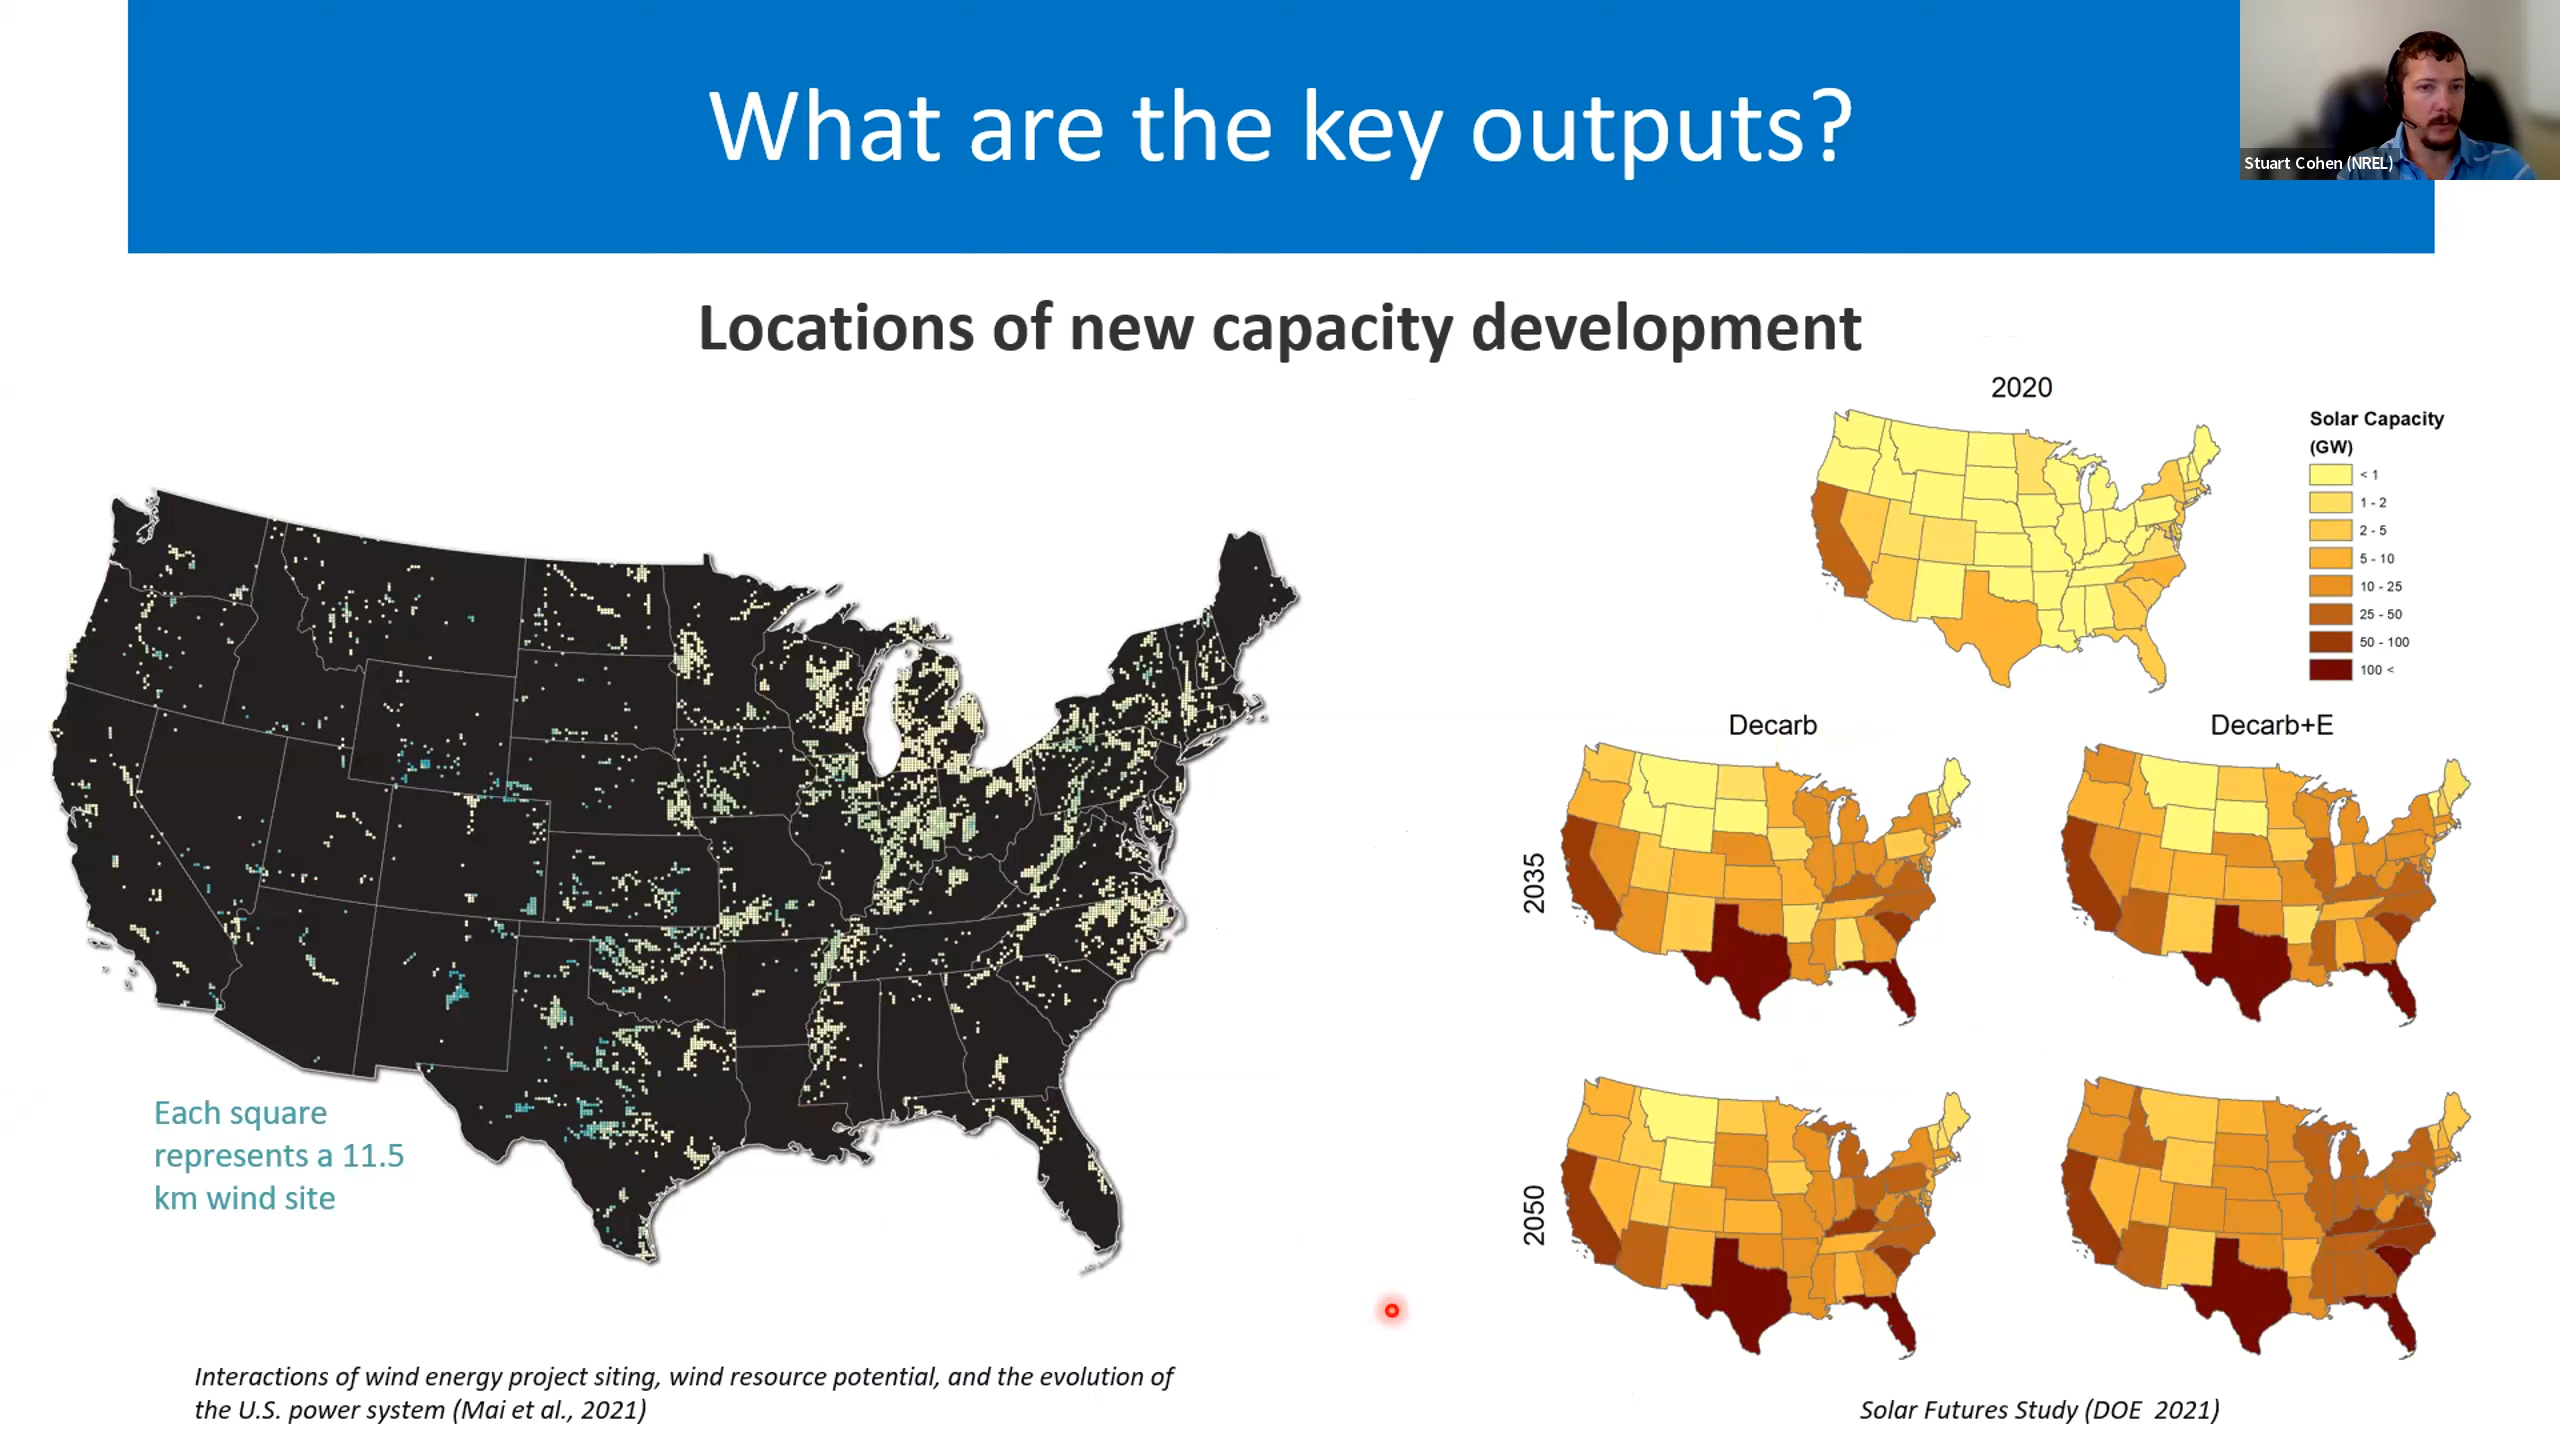 What are the key outputs?
Stuart Cohen (NREL)
Locations of new capacity development
Each square
represents a 11.5
km wind site
Interactions of wind energy project siting, wind resource potential, and the evolution of
the U.S. power system (Mai et al., 2021)
2020
Solar Capacity
(GW)
< 1
1 - 2
2 - 5
5 - 10
10 - 25
25 - 50
50 - 100
100 <
Decarb
Decarb+E
2035
2050
Solar Futures Study (DOE 2021)